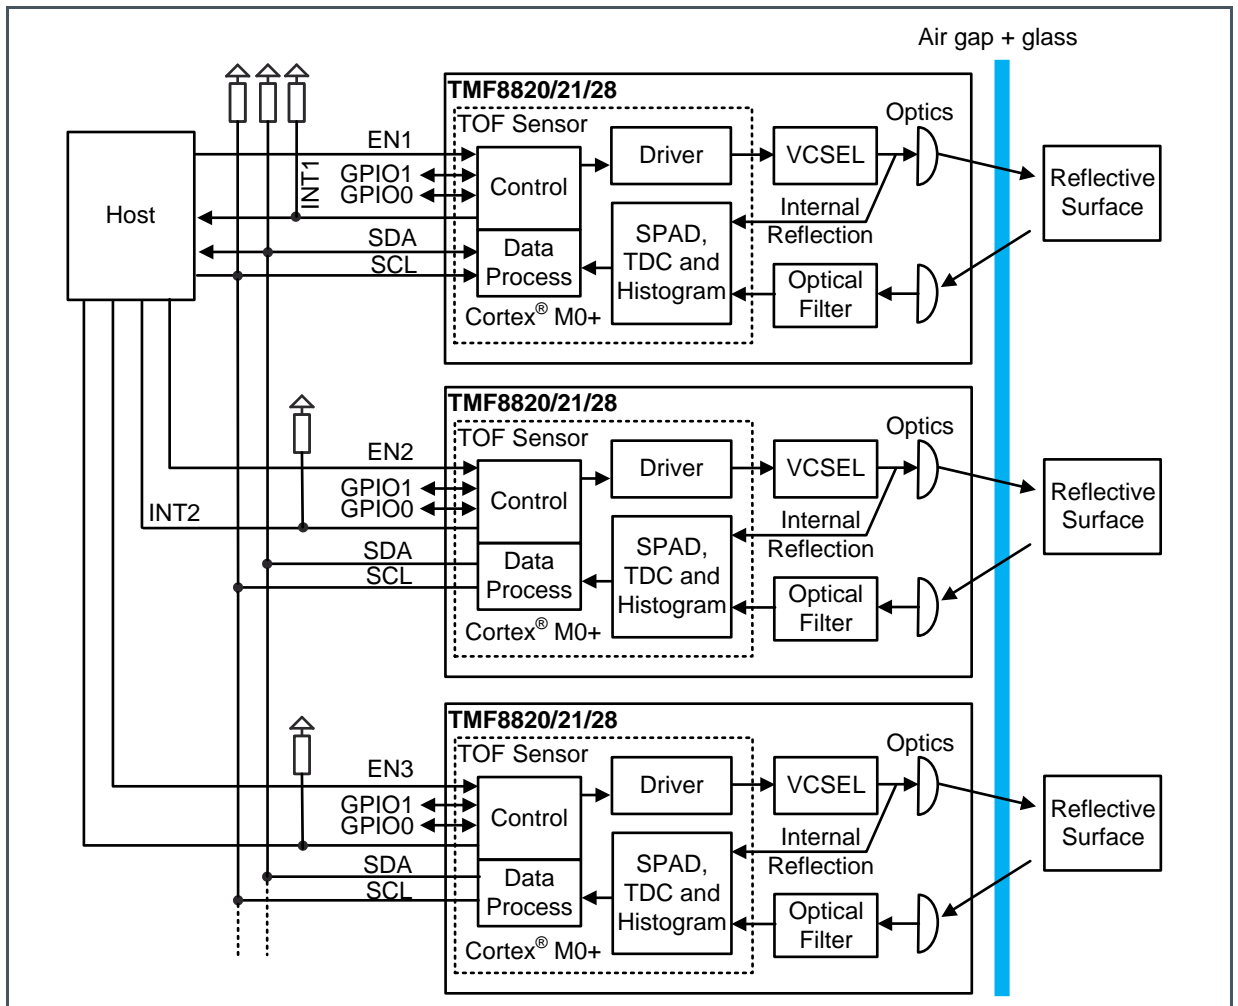 Air gap + glass
TMF8820/21/28
TOF Sensor
Optics
EN1
Driver
VCSEL
GPIO1
GPIO0
INT1
Control
Host
Reflective
Surface
Internal
Reflection
SDA
SCL
Data
Process
SPAD,
TDC and
Histogram
Optical
Filter
Cortex® M0+
TMF8820/21/28
TOF Sensor
Optics
EN2
Driver
VCSEL
GPIO1
GPIO0
Control
INT2
Reflective
Surface
Internal
Reflection
SDA
SCL
Data
Process
SPAD,
TDC and
Histogram
Optical
Filter
Cortex® M0+
TMF8820/21/28
TOF Sensor
Optics
EN3
Driver
VCSEL
GPIO1
GPIO0
Control
Reflective
Surface
Internal
Reflection
SDA
SCL
Data
Process
SPAD,
TDC and
Histogram
Optical
Filter
Cortex® M0+